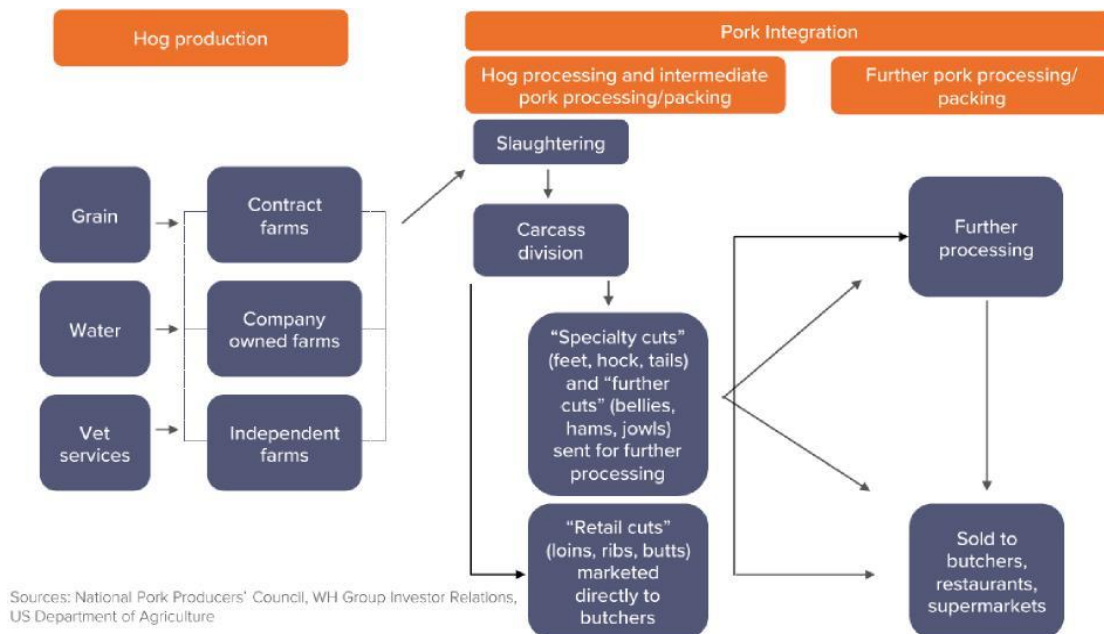 Hog production
Pork Integration
Hog processing and intermediate
pork processing/packing
Further pork processing/
packing
Slaughtering
Grain
Contract
farms
Carcass
division
Further
processing
Water
Company
owned farms
“Specialty cuts”
(feet, hock, tails)
and “further
cuts” (bellies,
hams, jowls)
sent for further
processing
Vet
services
Independent
farms
“Retail cuts”
(loins, ribs, butts)
marketed
directly to
butchers
Sold to
butchers,
restaurants,
supermarkets
Sources: National Pork Producers’ Council, WH Group Investor Relations,
US Department of Agriculture